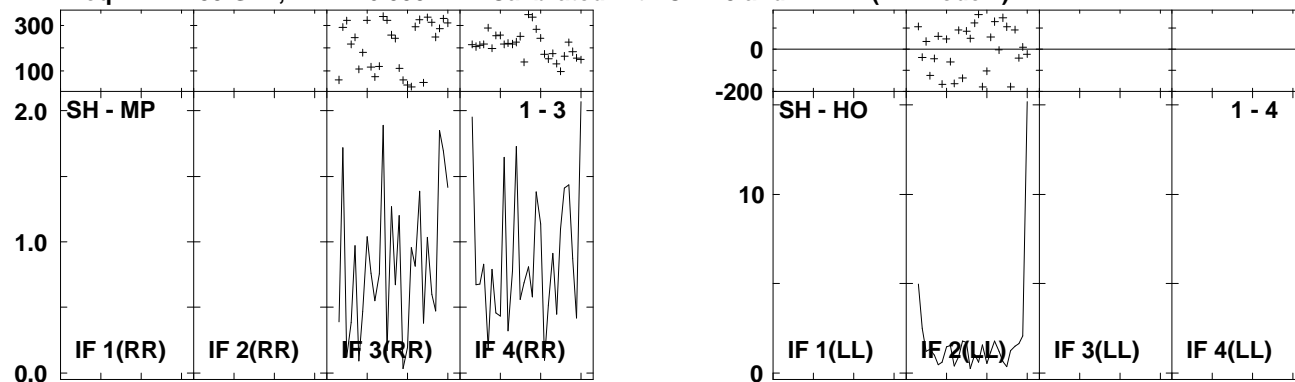 300
100
SH - MP
1 - 3
2.0
1.0
0.0
IF 1(RR)
IF 2(RR)
IF 3(RR)
IF 4(RR)
0
-200
SH - HO
1 - 4
10
0
IF 1(LL)
IF 2(LL)
IF 3(LL)
IF 4(LL)